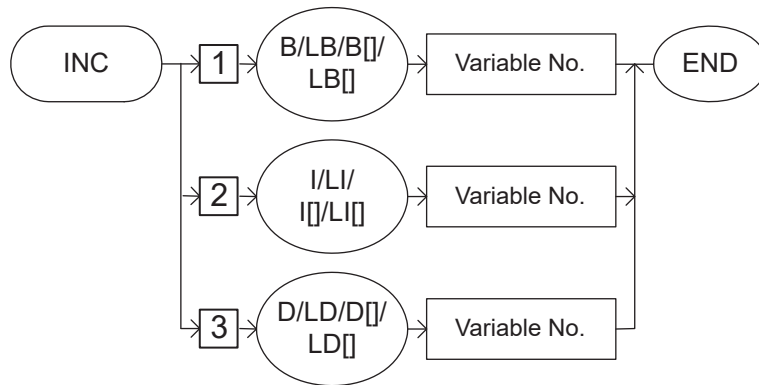 INC
1
B/LB/B[]/
LB[]
Variable No.
END
2
I/LI/
I[]/LI[]
Variable No.
3
D/LD/D[]/
LD[]
Variable No.